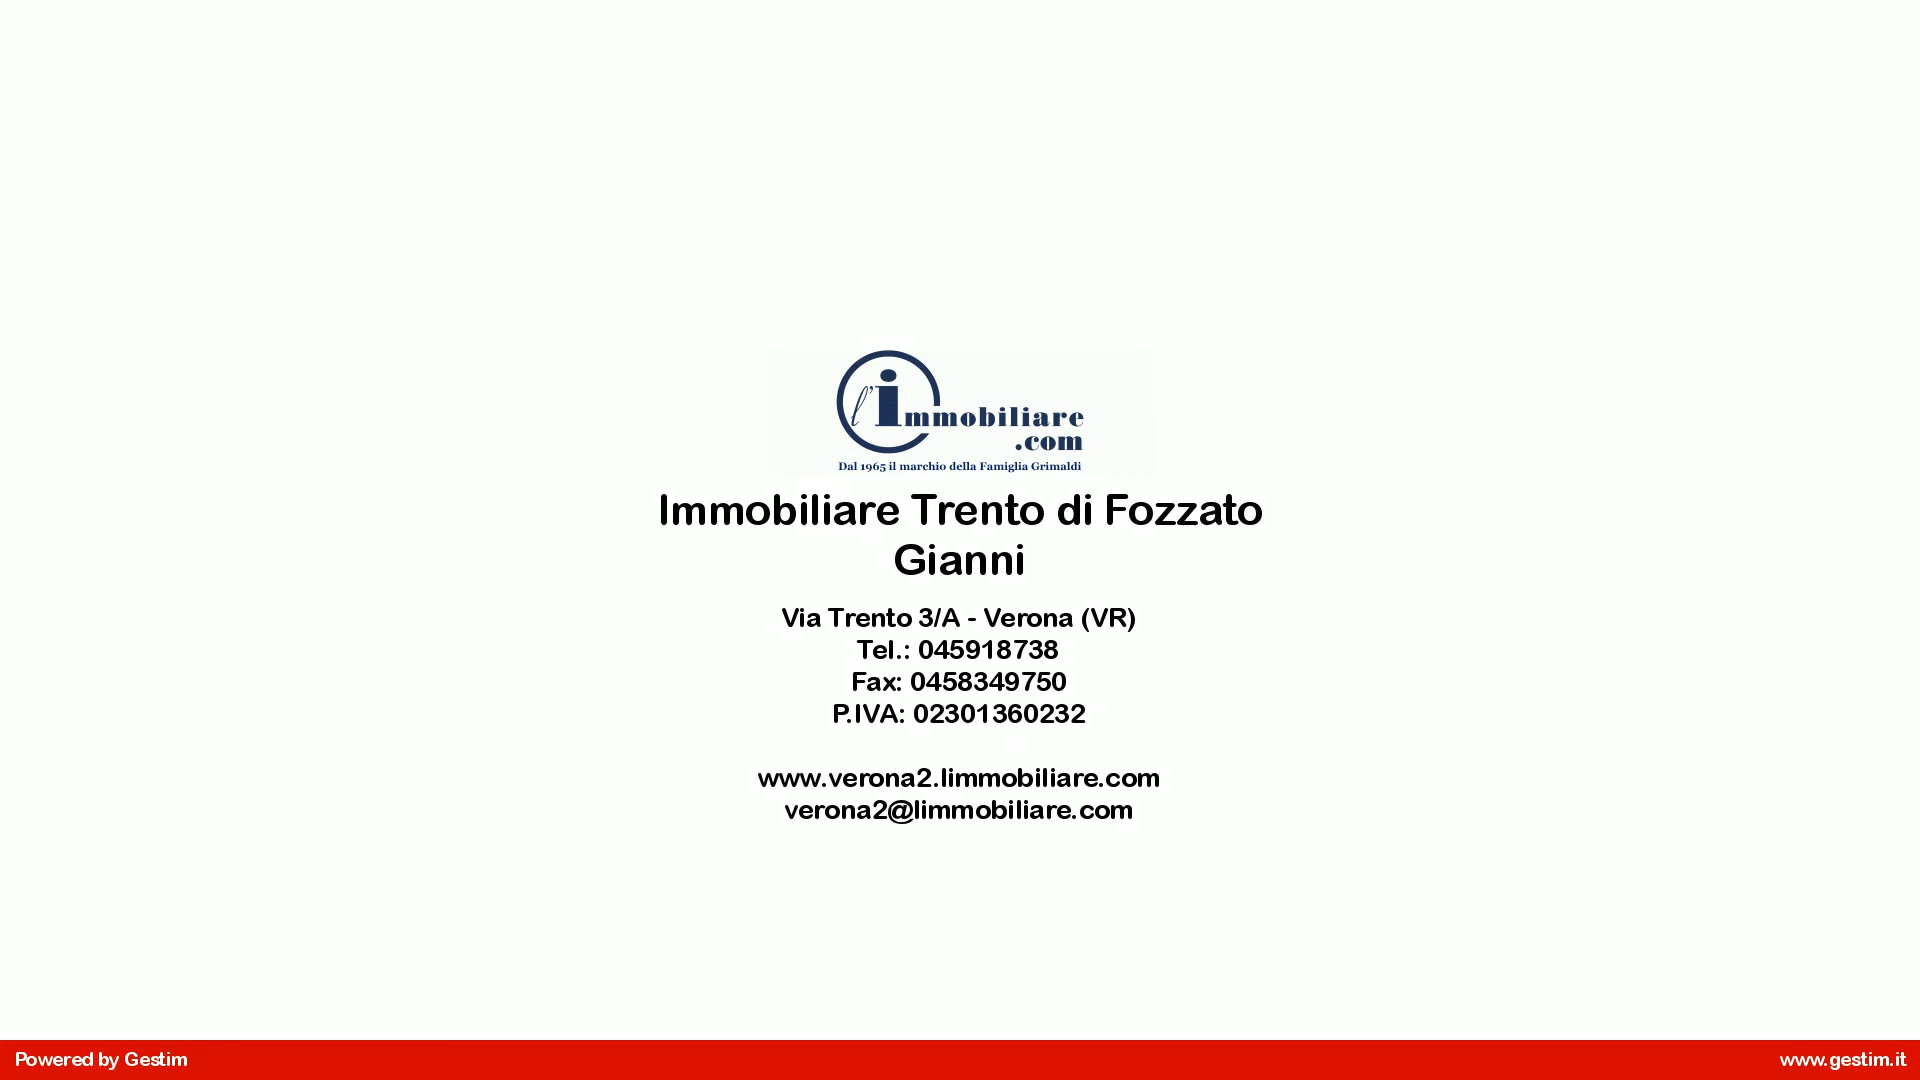 l'immobiliare
.com
Dal 1965 il marchio della Famiglia Grimaldi
Immobiliare Trento di Fozzato
Gianni
Via Trento 3/A - Verona (VR)
Tel.: 045918738
Fax: 0458349750
P.IVA: 02301360232
www.verona2.limmobiliare.com
verona2@limmobiliare.com
Powered by Gestim
www.gestim.it